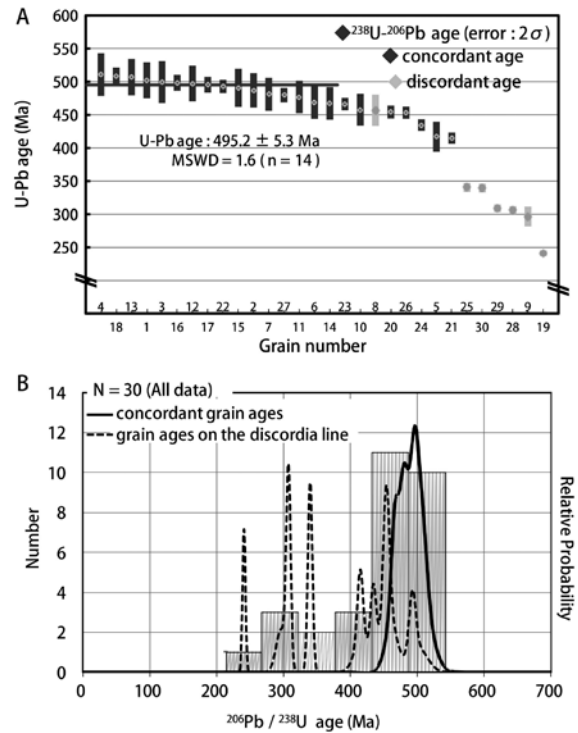 A
600
550
500
450
400
350
300
250
U-Pb age (Ma)
238U-206Pb age (error : 2σ)
concordant age
discordant age
U-Pb age : 495.2 ± 5.3 Ma
MSWD = 1.6 ( n = 14 )
4 13 3 12 22 2 27 6 23 8 26 5 25 29 9
18 1 16 17 15 7 11 14 10 20 24 21 30 28 19
Grain number
B
N = 30 (All data)
concordant grain ages
grain ages on the discordia line
14
12
10
8
6
4
2
0
Number
Relative Probability
0 100 200 300 400 500 600 700
206Pb / 238U age (Ma)